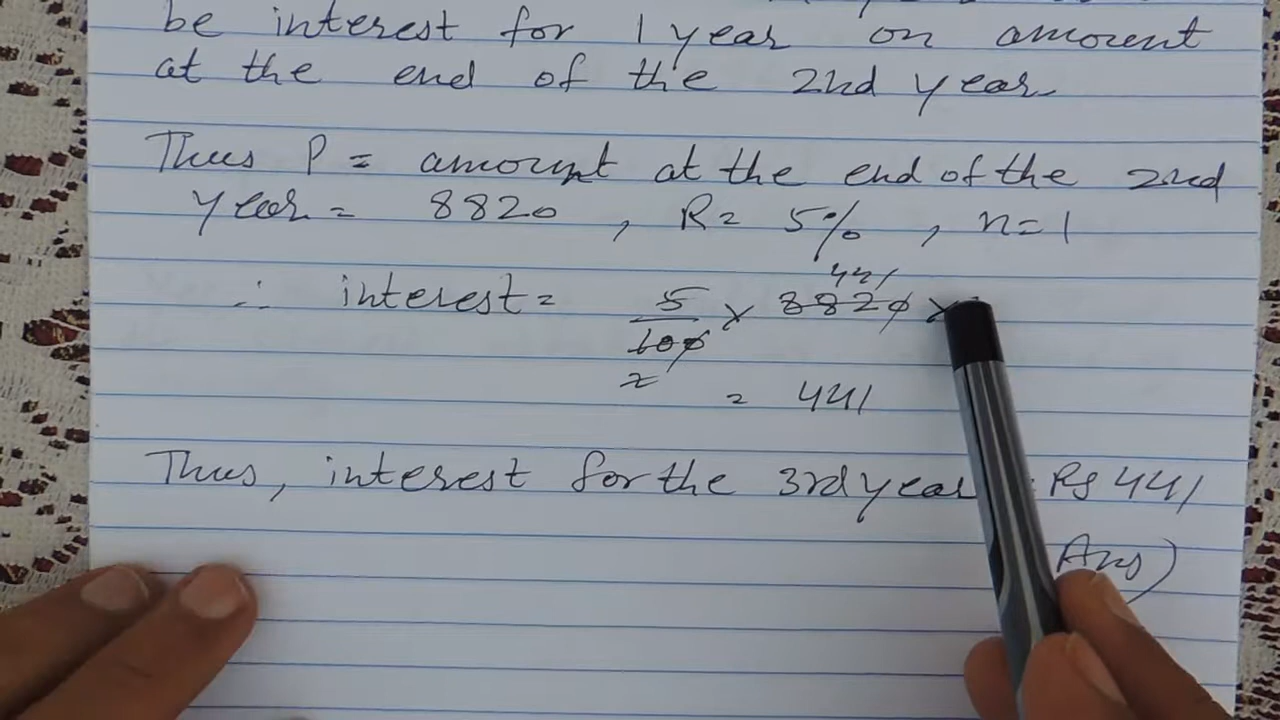 be interest for 1 year on amount
at the end of the 2nd year
Thus P = amount at the end of the 2nd
year = 8820 , R = 5% , n = 1
441
∴ interest = 5 × 8820 ×
100
2
= 441
Thus, interest for the 3rd year Rs 441
Ans)